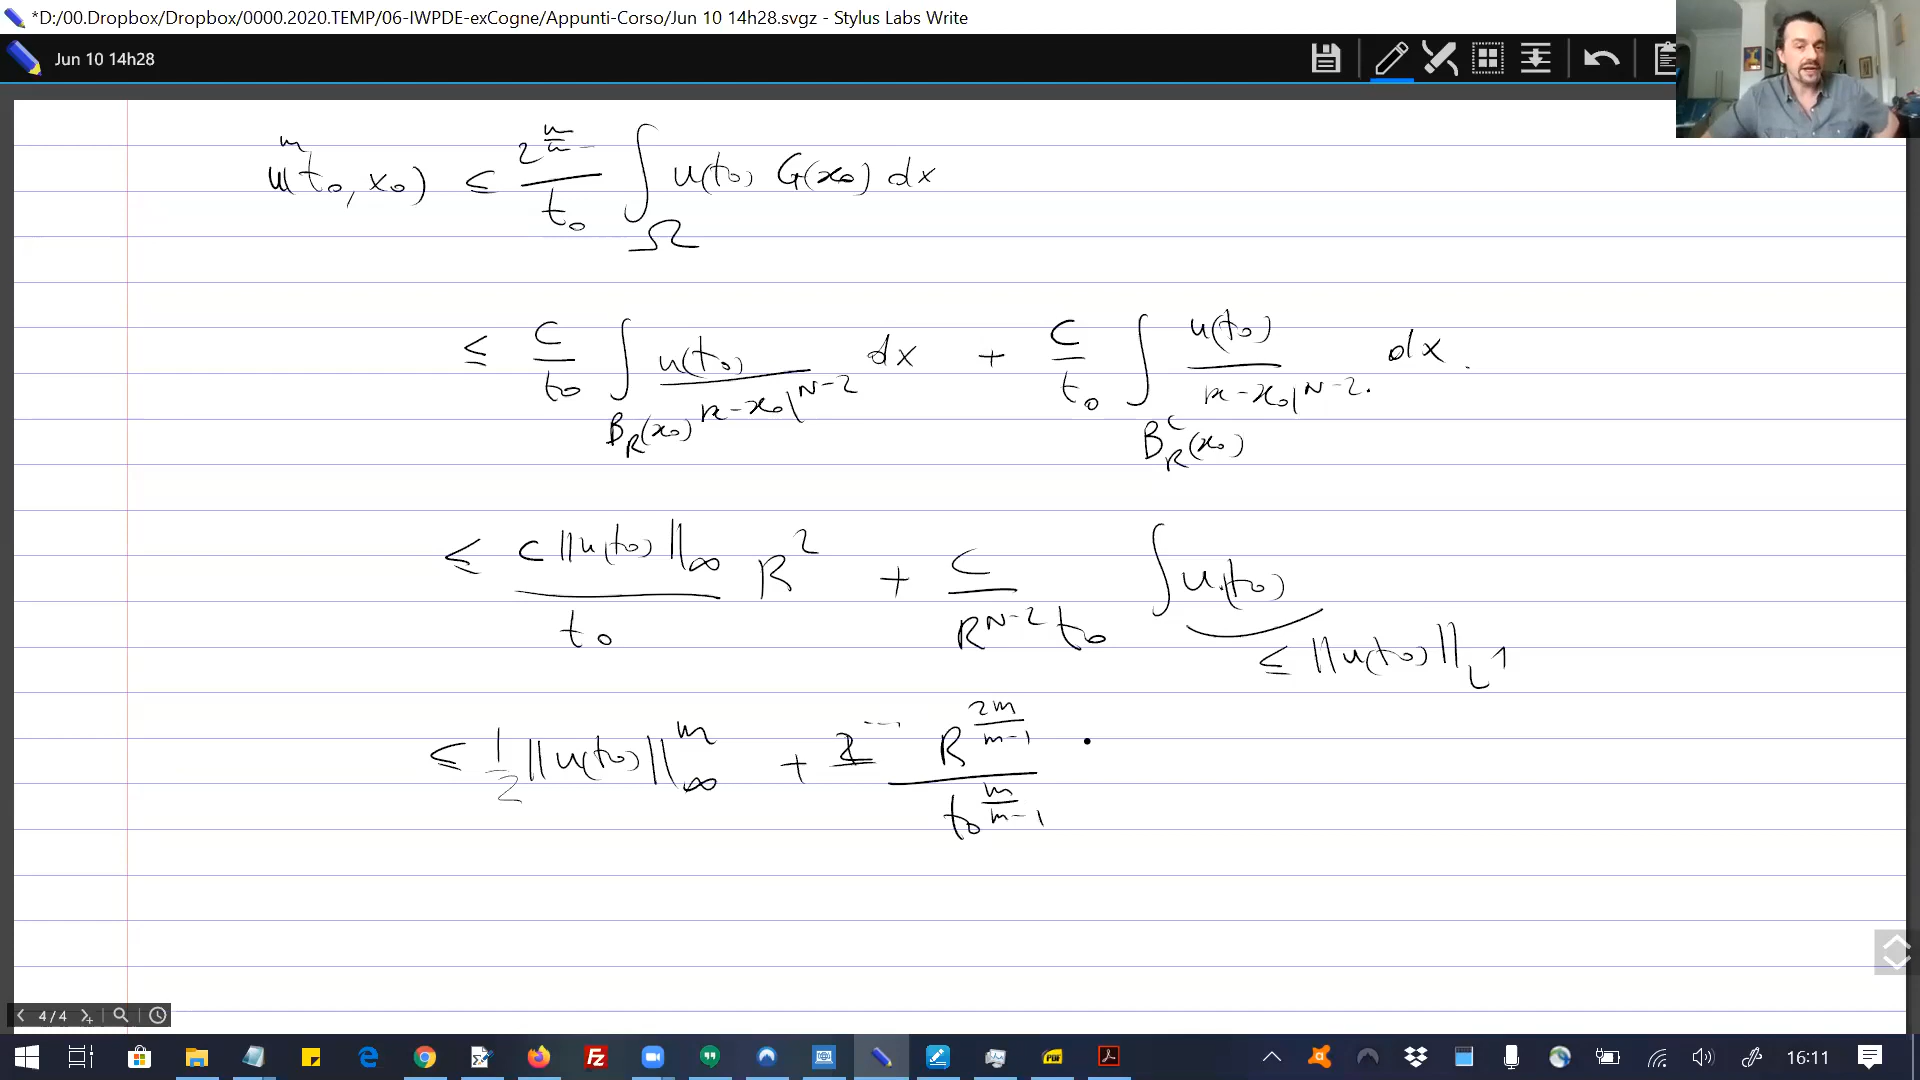 *D:/00.Dropbox/Dropbox/0000.2020.TEMP/06-IWPDE-exCogne/Appunti-Corso/Jun 10 14h28.svgz - Stylus Labs Write
Jun 10 14h28
u^m(t₀, x₀) ≤ 2^{m/m-} / t₀ ∫_Ω u(t₀) G(x₀) dx
≤ C/t₀ ∫_{B_R(x₀)} u(t₀)/|x-x₀|^{N-2} dx + C/t₀ ∫_{B_R^c(x₀)} u(t₀)/|x-x₀|^{N-2} dx.
≤ C ||u(t₀)||_∞ / t₀ R² + C / R^{N-2} t₀ ∫ u(t₀)
≤ ||u(t₀)||_{L^1}
≤ 1/2 ||u(t₀)||_∞^m + 2^{...} R^{2m/m-1} / t₀^{m/m-1} ·
4/4
16:11